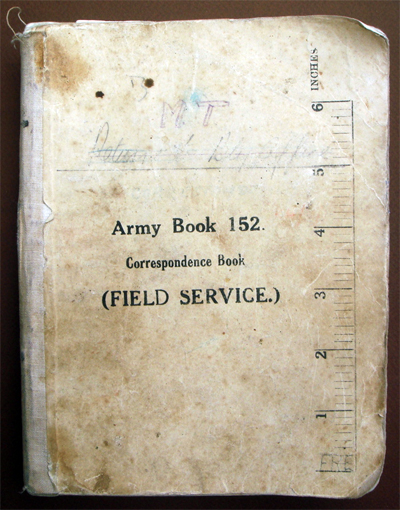 INCHES
M T
6
5
Army Book 152.
4
Correspondence Book
(FIELD SERVICE.)
3
2
1